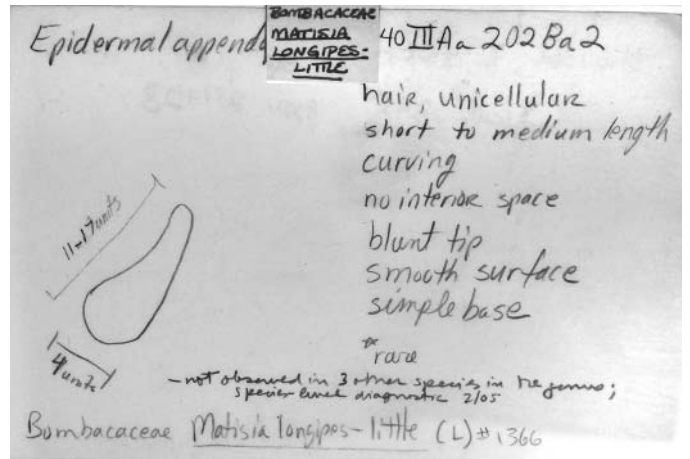 BOMBACACEAE
MATISIA
LONGIPES-
LITTLE
Epidermal append
40 III Aa 202 Ba2
hair, unicellular
short to medium length
curving
no interior space
blunt tip
smooth surface
simple base
* rare
11-17 units
4 units
- not observed in 3 other species in the genus;
species-level diagnostic 2/05
Bombacaceae Matisia longipes - little (L) #1366